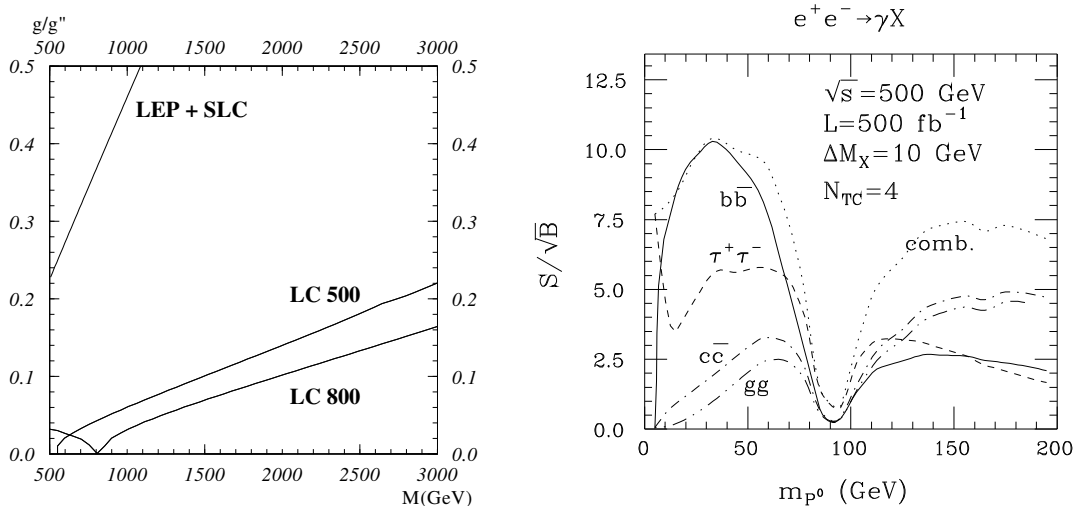 g/g"
500 1000 1500 2000 2500 3000
0.5 0.5
LEP + SLC
0.4 0.4
0.3 0.3
LC 500
0.2 0.2
0.1 0.1
LC 800
0.0 0.0
500 1000 1500 2000 2500 3000
M(GeV)
e⁺e⁻→γX
12.5
√s=500 GeV
L=500 fb⁻¹
ΔM_X=10 GeV
N_TC=4
10.0
bb̄
7.5
comb.
τ⁺τ⁻
S/√B
5.0
cc̄
2.5
gg
0.0
0 50 100 150 200
m_P⁰ (GeV)